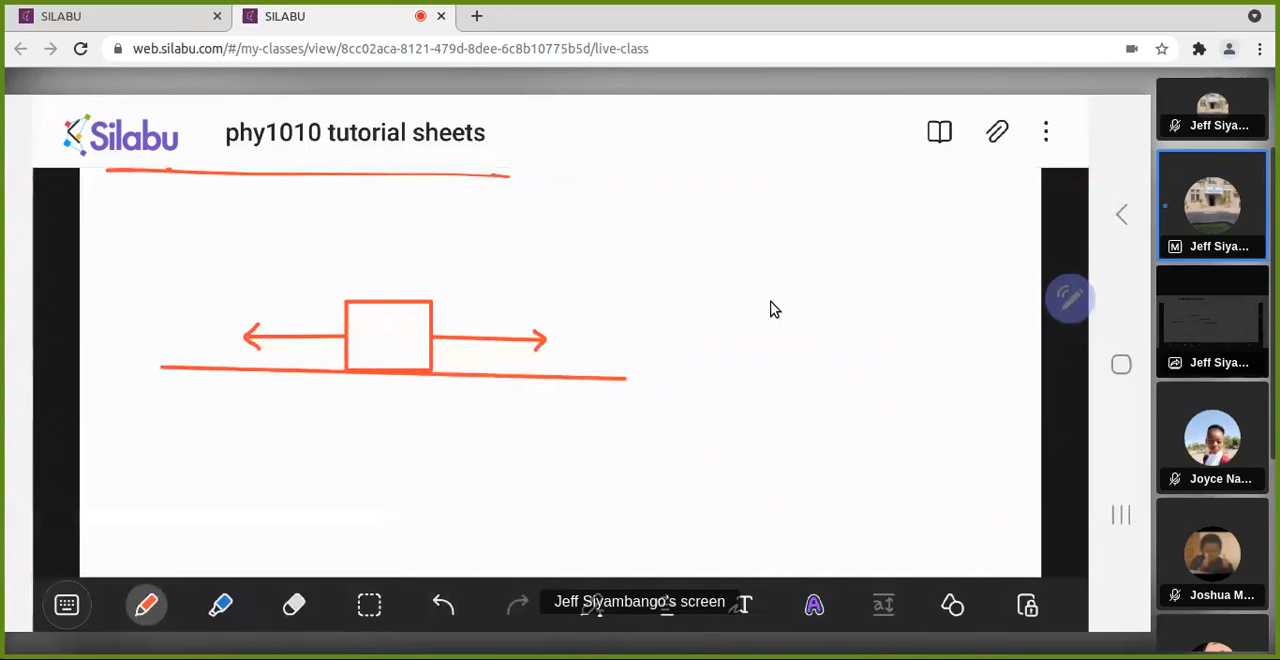 SILABU
SILABU
web.silabu.com/#/my-classes/view/8cc02aca-8121-479d-8dee-6c8b10775b5d/live-class
Silabu
phy1010 tutorial sheets
Jeff Siya...
M Jeff Siya...
Jeff Siya...
Joyce Na...
Joshua M...
Jeff Siyambango's screen
T
A
a